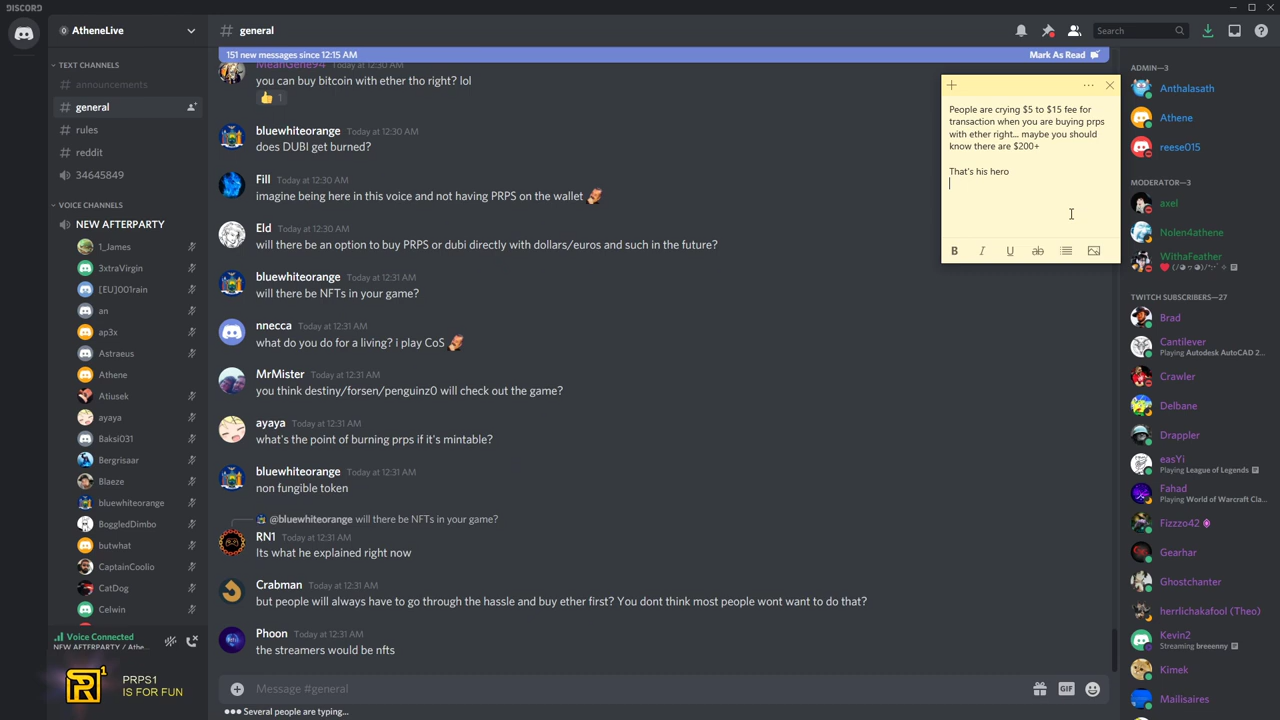 DISCORD
AtheneLive
general
Search
151 new messages since 12:15 AM
Mark As Read
TEXT CHANNELS
announcements
general
rules
reddit
34645849
VOICE CHANNELS
NEW AFTERPARTY
1_James
3xtraVirgin
[EU]001rain
an
ap3x
Astraeus
Athene
Atiusek
ayaya
Baksi031
Bergrisaar
Blaeze
bluewhiteorange
BoggledDimbo
butwhat
CaptainCoolio
CatDog
Celwin
Voice Connected
NEW AFTERPARTY / Athe...
PRPS1
IS FOR FUN
MeanGene94 Today at 12:30 AM
you can buy bitcoin with ether tho right? lol
1
bluewhiteorange Today at 12:30 AM
does DUBI get burned?
Fill Today at 12:30 AM
imagine being here in this voice and not having PRPS on the wallet
Eld Today at 12:30 AM
will there be an option to buy PRPS or dubi directly with dollars/euros and such in the future?
bluewhiteorange Today at 12:31 AM
will there be NFTs in your game?
nnecca Today at 12:31 AM
what do you do for a living? i play CoS
MrMister Today at 12:31 AM
you think destiny/forsen/penguinz0 will check out the game?
ayaya Today at 12:31 AM
what's the point of burning prps if it's mintable?
bluewhiteorange Today at 12:31 AM
non fungible token
@bluewhiteorange will there be NFTs in your game?
RN1 Today at 12:31 AM
Its what he explained right now
Crabman Today at 12:31 AM
but people will always have to go through the hassle and buy ether first? You dont think most people wont want to do that?
Phoon Today at 12:31 AM
the streamers would be nfts
Message #general
GIF
Several people are typing...
People are crying $5 to $15 fee for
transaction when you are buying prps
with ether right... maybe you should
know there are $200+
That's his hero
B I U ab
ADMIN—3
Anthalasath
Athene
reese015
MODERATOR—3
axel
Nolen4athene
WithaFeather
TWITCH SUBSCRIBERS—27
Brad
Cantilever
Playing Autodesk AutoCAD 2...
Crawler
Delbane
Drappler
easYi
Playing League of Legends
Fahad
Playing World of Warcraft Cla...
Fizzzo42
Gearhar
Ghostchanter
herrlichakafool (Theo)
Kevin2
Streaming breeenny
Kimek
Mailisaires